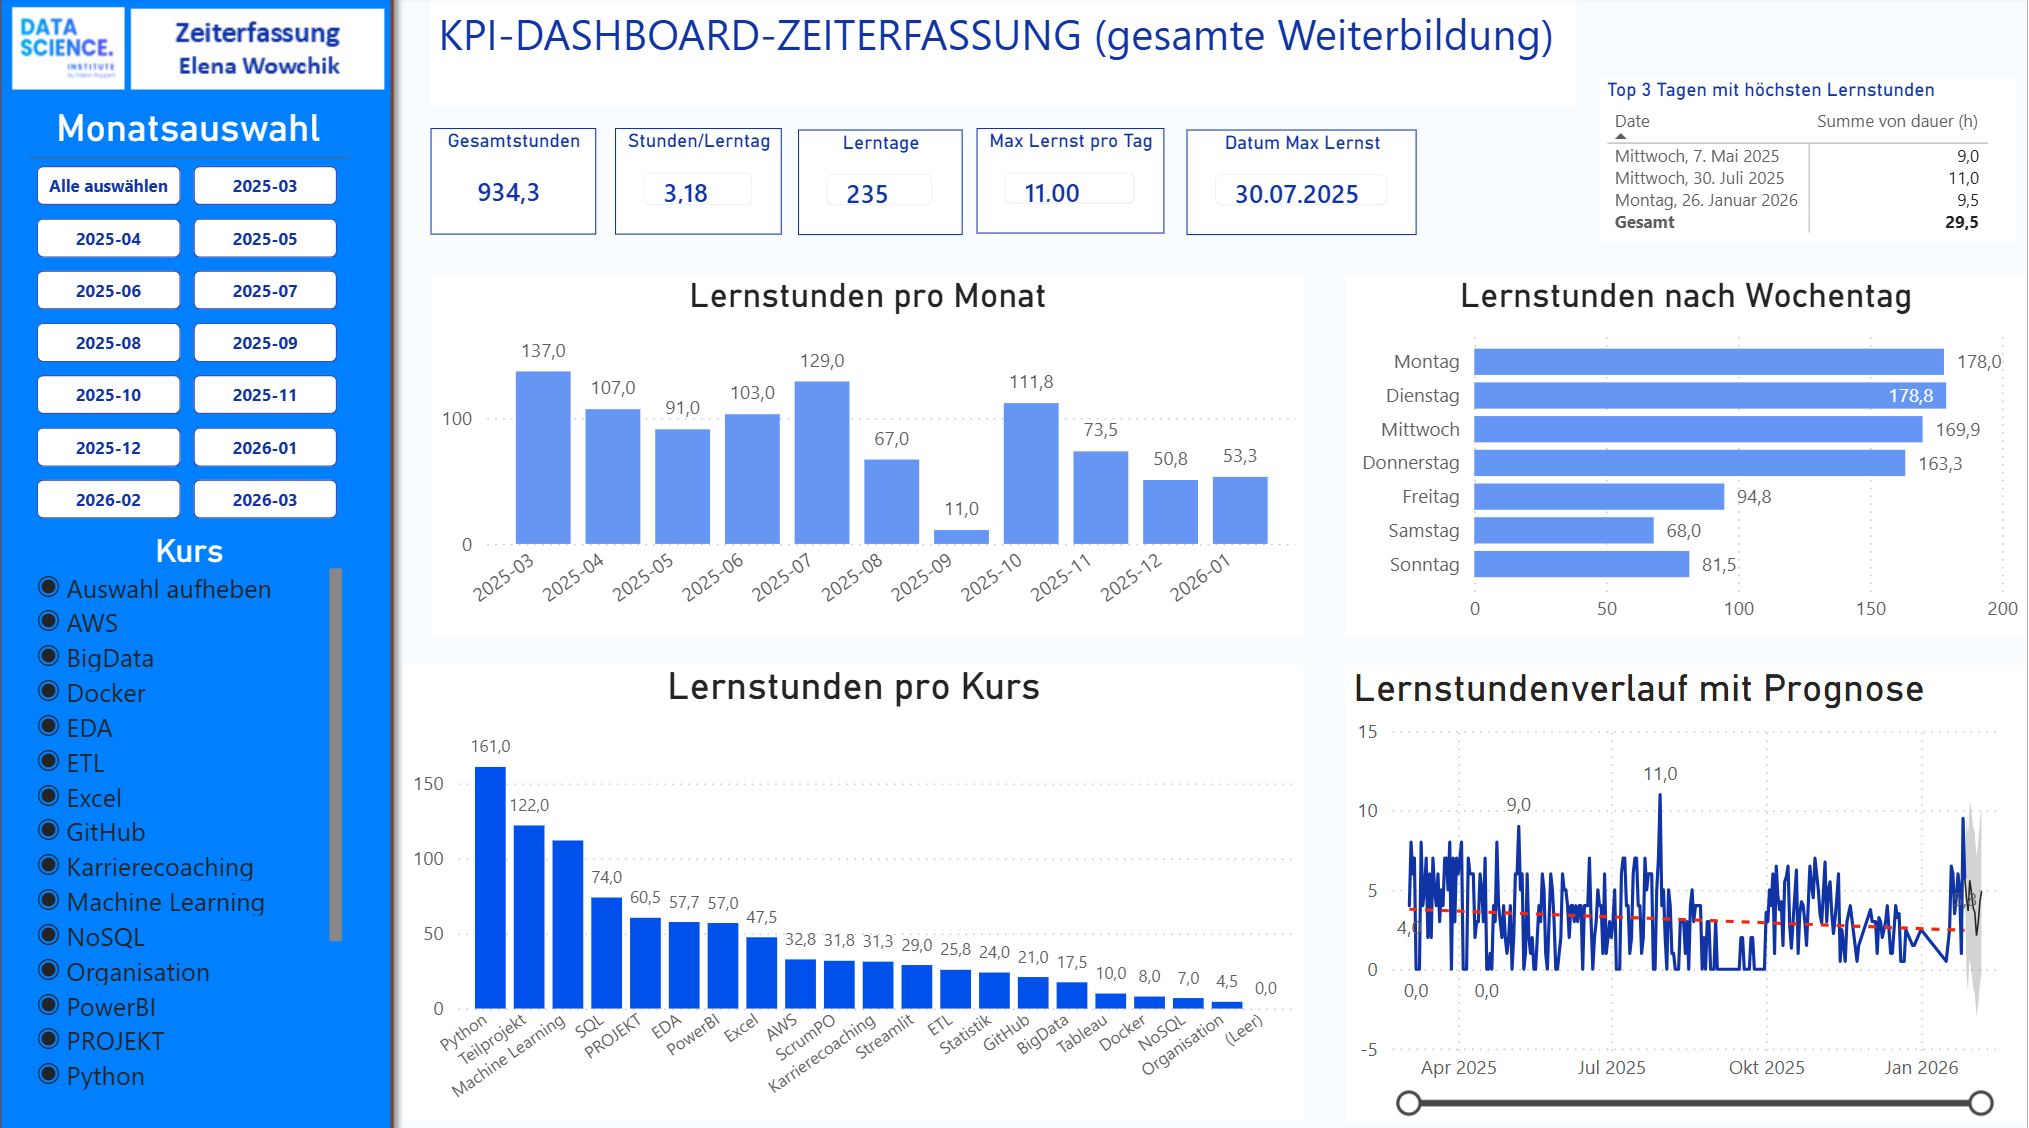 DATA
SCIENCE.
INSTITUTE
Zeiterfassung
Elena Wowchik
Monatsauswahl
Alle auswählen
2025-03
2025-04
2025-05
2025-06
2025-07
2025-08
2025-09
2025-10
2025-11
2025-12
2026-01
2026-02
2026-03
Kurs
Auswahl aufheben
AWS
BigData
Docker
EDA
ETL
Excel
GitHub
Karrierecoaching
Machine Learning
NoSQL
Organisation
PowerBI
PROJEKT
Python
KPI-DASHBOARD-ZEITERFASSUNG (gesamte Weiterbildung)
Gesamtstunden
934,3
Stunden/Lerntag
3,18
Lerntage
235
Max Lernst pro Tag
11.00
Datum Max Lernst
30.07.2025
Top 3 Tagen mit höchsten Lernstunden
Date Summe von dauer (h)
Mittwoch, 7. Mai 2025 9,0
Mittwoch, 30. Juli 2025 11,0
Montag, 26. Januar 2026 9,5
Gesamt 29,5
Lernstunden pro Monat
100
0
137,0
107,0
91,0
103,0
129,0
67,0
11,0
111,8
73,5
50,8
53,3
2025-03
2025-04
2025-05
2025-06
2025-07
2025-08
2025-09
2025-10
2025-11
2025-12
2026-01
Lernstunden nach Wochentag
Montag 178,0
Dienstag 178,8
Mittwoch 169,9
Donnerstag 163,3
Freitag 94,8
Samstag 68,0
Sonntag 81,5
0 50 100 150 200
Lernstunden pro Kurs
150
100
50
0
161,0
122,0
74,0
60,5
57,7
57,0
47,5
32,8
31,8
31,3
29,0
25,8
24,0
21,0
17,5
10,0
8,0
7,0
4,5
0,0
Python
Teilprojekt
Machine Learning
SQL
PROJEKT
EDA
PowerBI
Excel
AWS
ScrumPO
Karrierecoaching
Streamlit
ETL
Statistik
GitHub
BigData
Tableau
Docker
NoSQL
Organisation
(Leer)
Lernstundenverlauf mit Prognose
15
10
5
0
-5
9,0
11,0
4,0
0,0
0,0
Apr 2025 Jul 2025 Okt 2025 Jan 2026